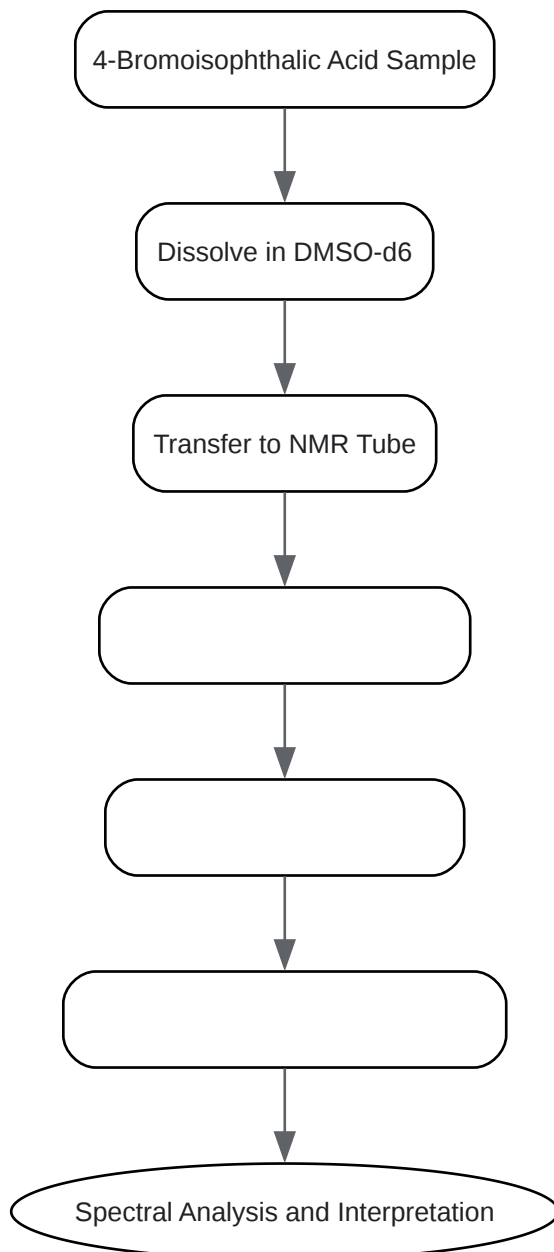 4-Bromoisophthalic Acid Sample
Dissolve in DMSO-d6
Transfer to NMR Tube
Spectral Analysis and Interpretation